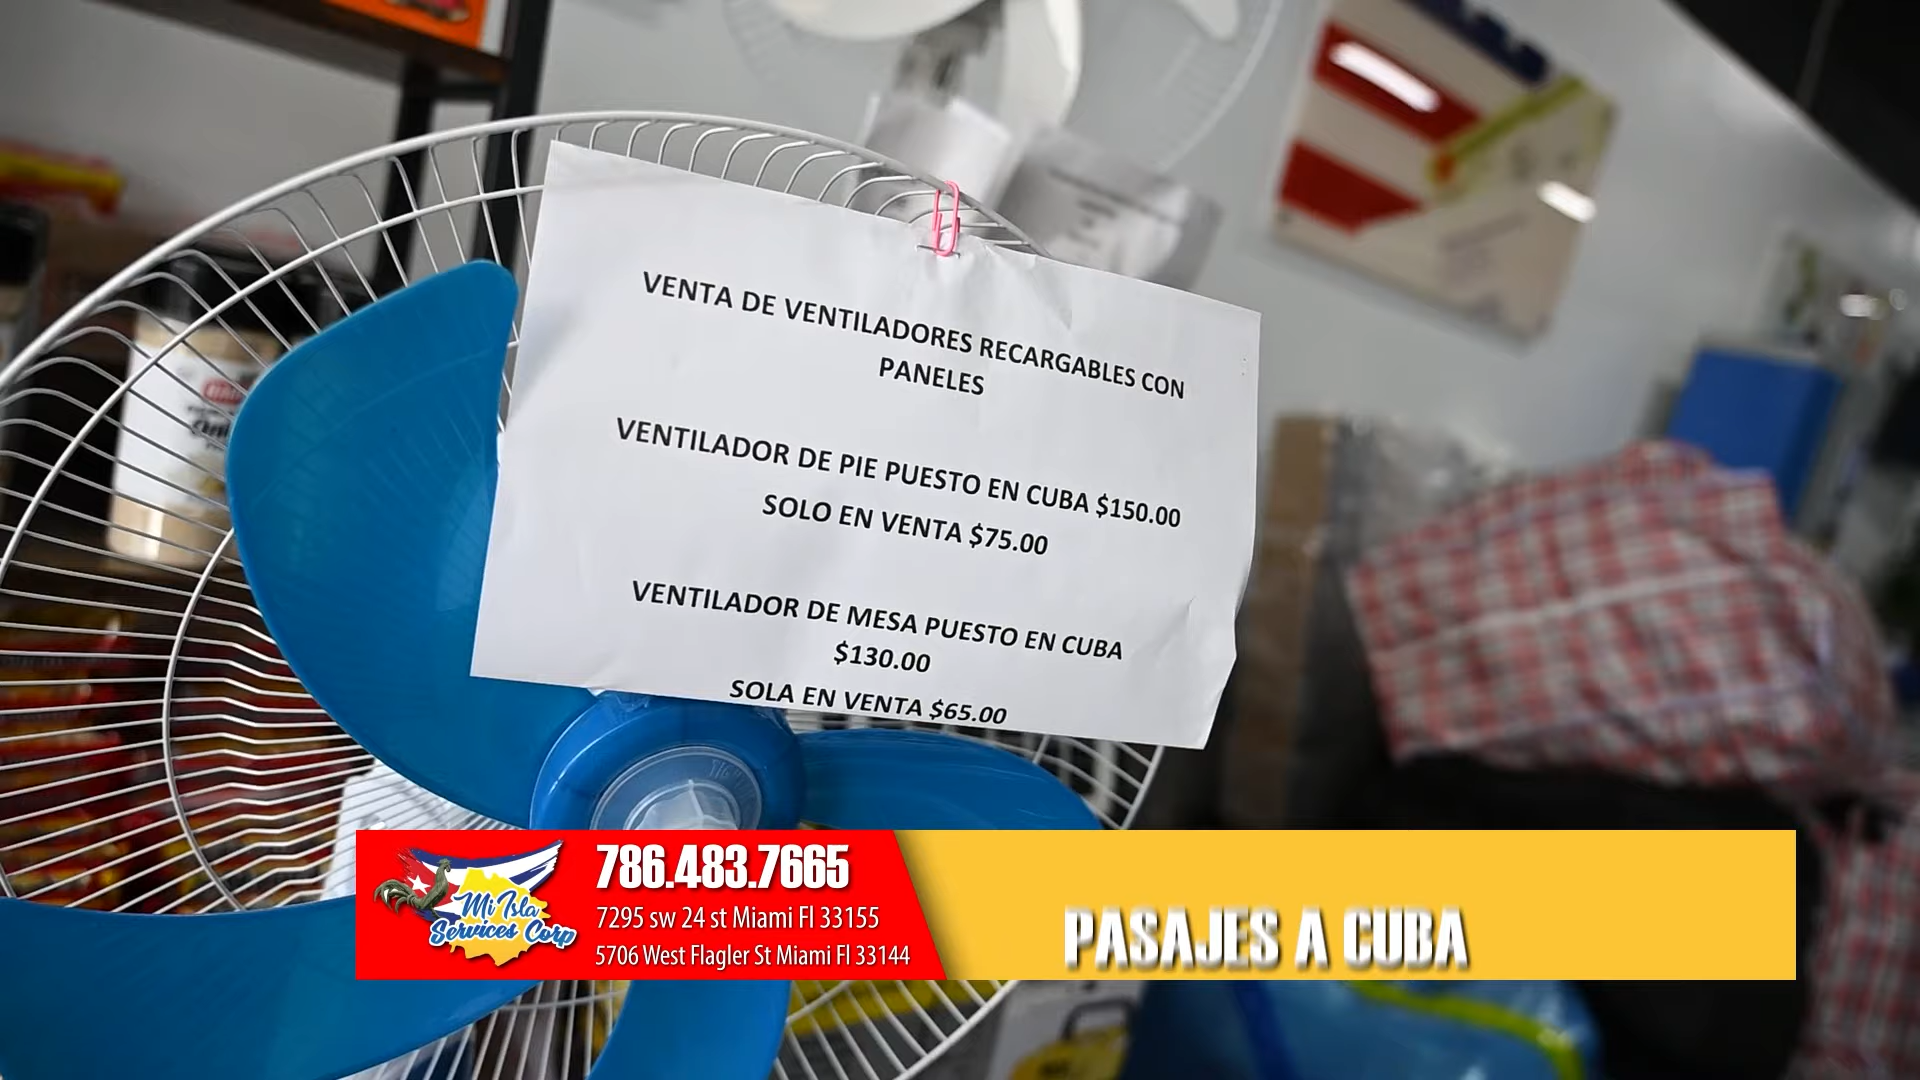 VENTA DE VENTILADORES RECARGABLES CON
PANELES
VENTILADOR DE PIE PUESTO EN CUBA $150.00
SOLO EN VENTA $75.00
VENTILADOR DE MESA PUESTO EN CUBA
$130.00
SOLA EN VENTA $65.00
Mi Isla
Services Corp
786.483.7665
7295 sw 24 st Miami Fl 33155
5706 West Flagler St Miami Fl 33144
PASAJES A CUBA